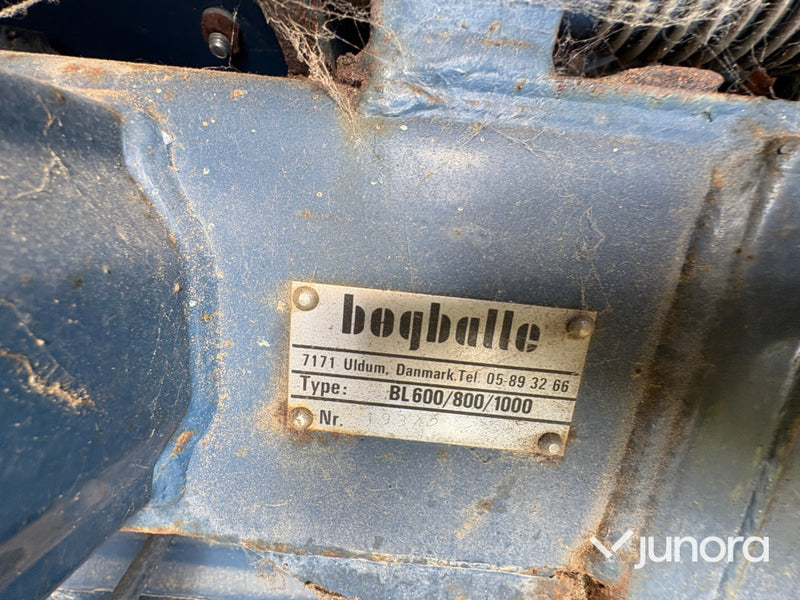 bogballe
7171 Uldum, Danmark. Tel. 05-89 32 66
Type: BL600/800/1000
Nr.
junora